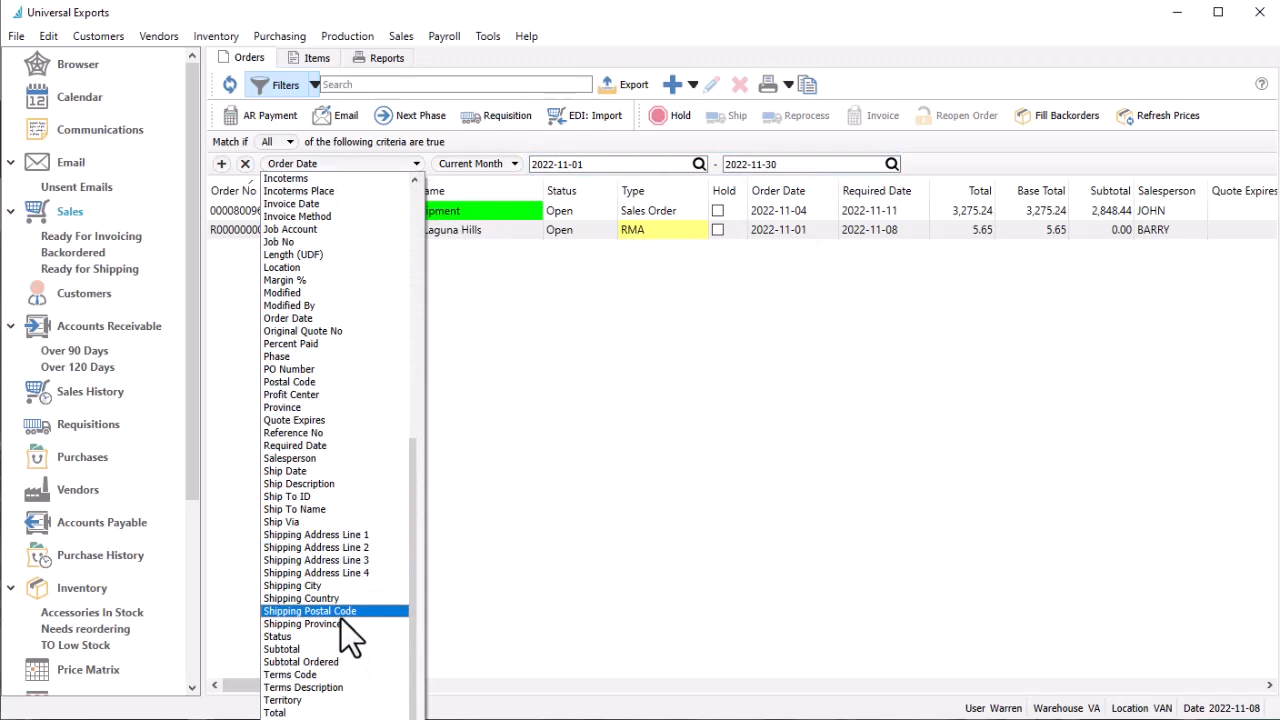 Universal Exports
File Edit Customers Vendors Inventory Purchasing Production Sales Payroll Tools Help
Browser
Calendar
Communications
Email
Unsent Emails
Sales
Ready For Invoicing
Backordered
Ready for Shipping
Customers
Accounts Receivable
Over 90 Days
Over 120 Days
Sales History
Requisitions
Purchases
Vendors
Accounts Payable
Purchase History
Inventory
Accessories In Stock
Needs reordering
TO Low Stock
Price Matrix
Orders Items Reports
Filters Search Export
AR Payment Email Next Phase Requisition EDI: Import Hold Ship Reprocess Invoice Reopen Order Fill Backorders Refresh Prices
Match if All of the following criteria are true
Order Date Current Month 2022-11-01 - 2022-11-30
Order No ame Status Type Hold Order Date Required Date Total Base Total Subtotal Salesperson Quote Expires
00008009 ipment Open Sales Order 2022-11-04 2022-11-11 3,275.24 3,275.24 2,848.44 JOHN
R0000000 Laguna Hills Open RMA 2022-11-01 2022-11-08 5.65 5.65 0.00 BARRY
Incoterms
Incoterms Place
Invoice Date
Invoice Method
Job Account
Job No
Length (UDF)
Location
Margin %
Modified
Modified By
Order Date
Original Quote No
Percent Paid
Phase
PO Number
Postal Code
Profit Center
Province
Quote Expires
Reference No
Required Date
Salesperson
Ship Date
Ship Description
Ship To ID
Ship To Name
Ship Via
Shipping Address Line 1
Shipping Address Line 2
Shipping Address Line 3
Shipping Address Line 4
Shipping City
Shipping Country
Shipping Postal Code
Shipping Province
Status
Subtotal
Subtotal Ordered
Terms Code
Terms Description
Territory
Total
User Warren Warehouse VA Location VAN Date 2022-11-08